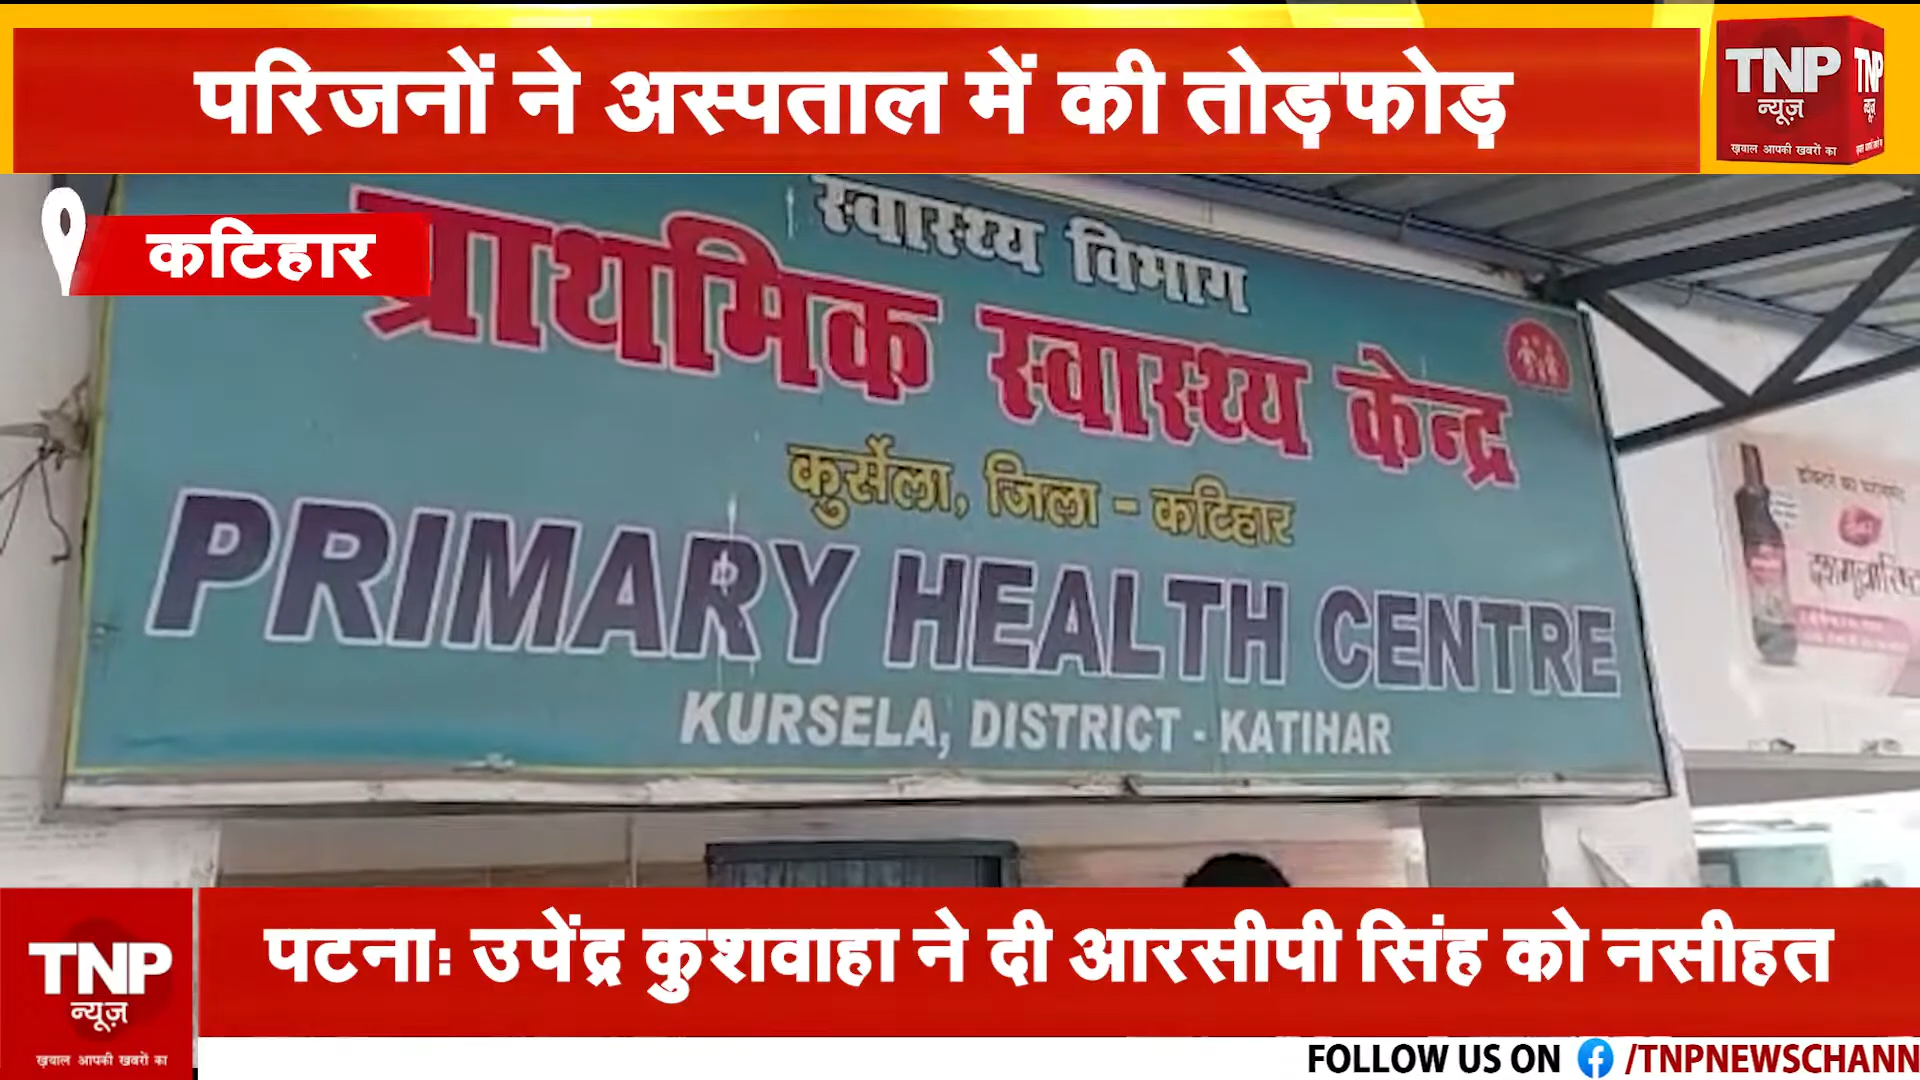 परिजनों ने अस्पताल में की तोड़फोड़
TNP
न्यूज़
ख़याल आपकी खबरों का
TNP
कटिहार
स्वास्थ्य विभाग
प्राथमिक स्वास्थ्य केन्द्र
कुर्सेला, जिला - कटिहार
PRIMARY HEALTH CENTRE
KURSELA, DISTRICT - KATIHAR
TNP
न्यूज़
ख़याल आपकी खबरों का
पटना: उपेंद्र कुशवाहा ने दी आरसीपी सिंह को नसीहत
FOLLOW US ON /TNPNEWSCHANN